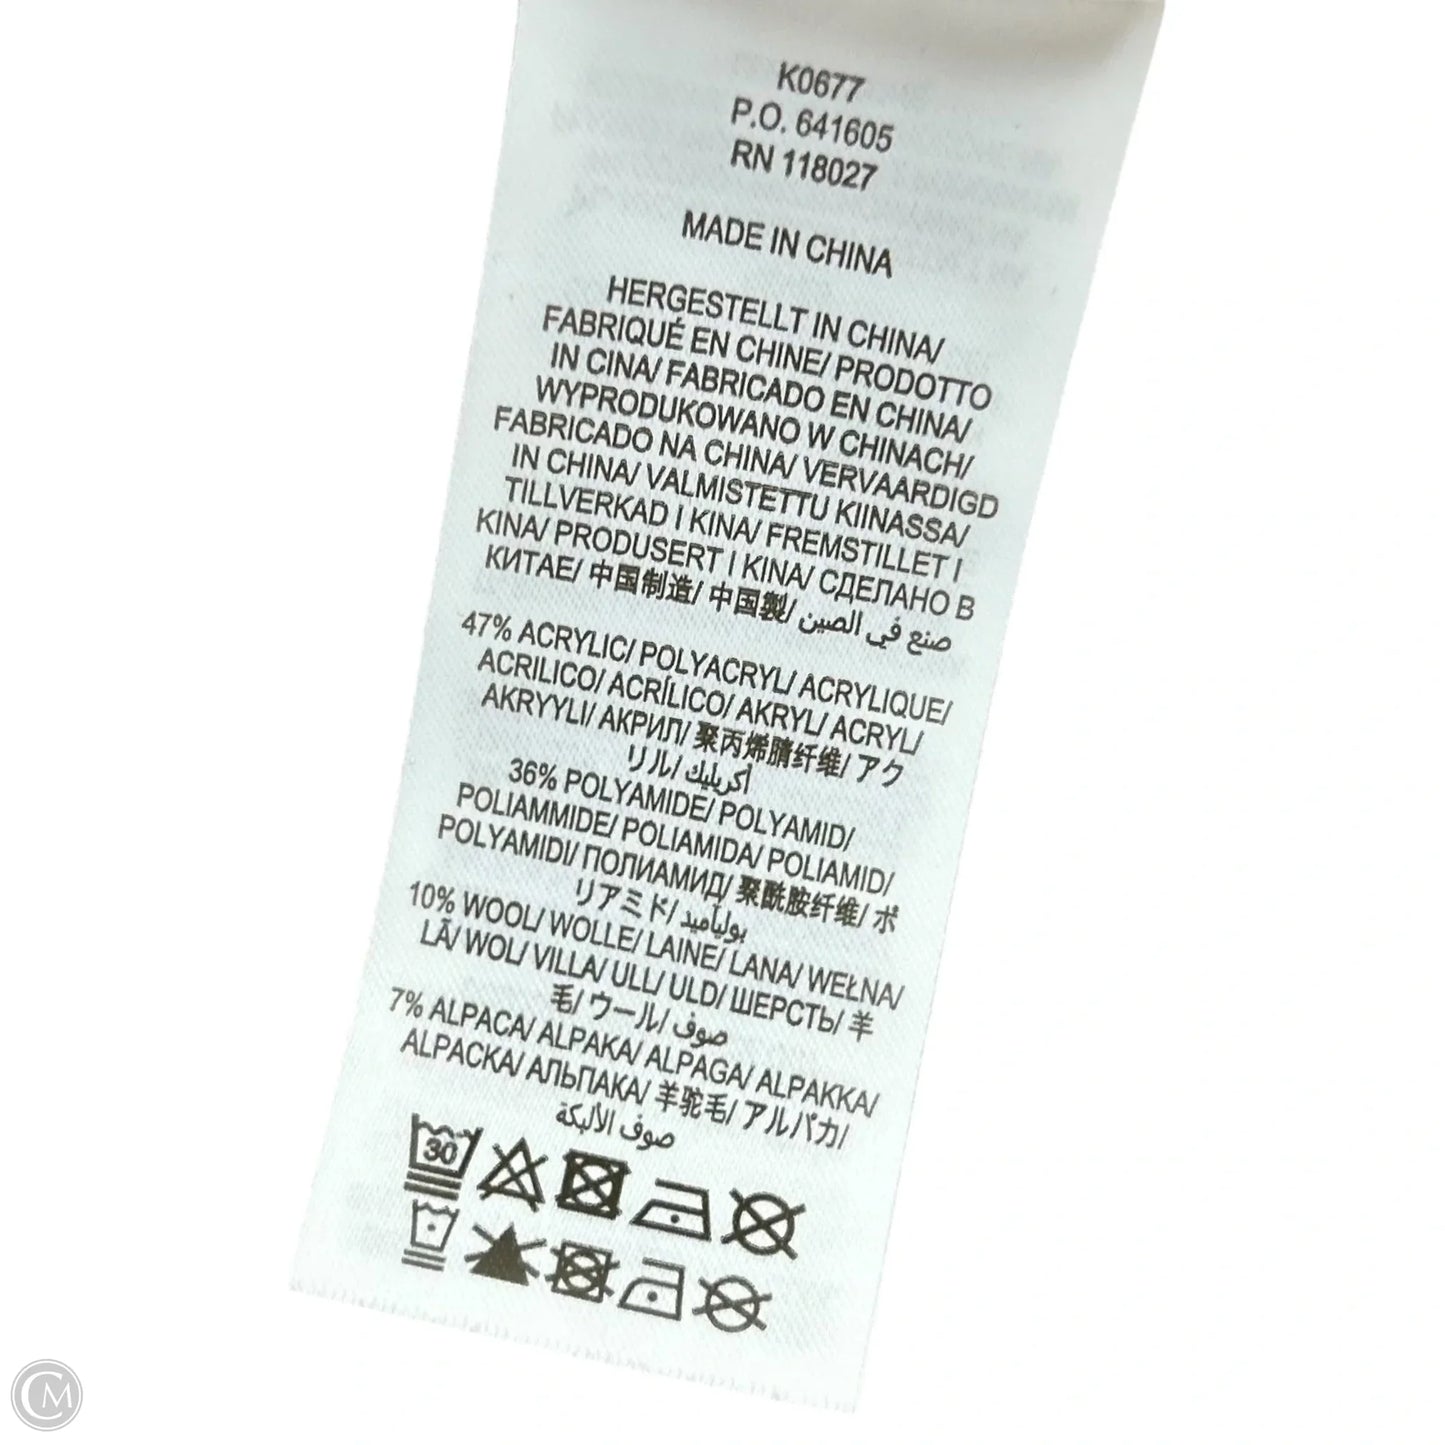 K0677
P.O. 641605
RN 118027
MADE IN CHINA
HERGESTELLT IN CHINA/
FABRIQUÉ EN CHINE/ PRODOTTO
IN CINA/ FABRICADO EN CHINA/
WYPRODUKOWANO W CHINACH/
FABRICADO NA CHINA/ VERVAARDIGD
IN CHINA/ VALMISTETTU KIINASSA/
TILLVERKAD I KINA/ FREMSTILLET I
KINA/ PRODUSERT I KINA/ СДЕЛАНО В
КИТАЕ/ 中国制造/ 中国製/ صنع في الصين
47% ACRYLIC/ POLYACRYL/ ACRYLIQUE/
ACRILICO/ ACRÍLICO/ AKRYL/ ACRYL/
AKRYYLI/ АКРИЛ/ 聚丙烯腈纤维/ アク
リル/ أكريليك
36% POLYAMIDE/ POLYAMID/
POLIAMMIDE/ POLIAMIDA/ POLIAMID/
POLYAMIDI/ ПОЛИАМИД/ 聚酰胺纤维/ ポ
リアミド/ بولياميد
10% WOOL/ WOLLE/ LAINE/ LANA/ WEŁNA/
LÃ/ WOL/ VILLA/ ULL/ ULD/ ШЕРСТЬ/ 羊
毛/ ウール/ صوف
7% ALPACA/ ALPAKA/ ALPAGA/ ALPAKKA/
ALPACKA/ АЛЬПАКА/ 羊驼毛/ アルパカ/
صوف الألبكة
30
CM